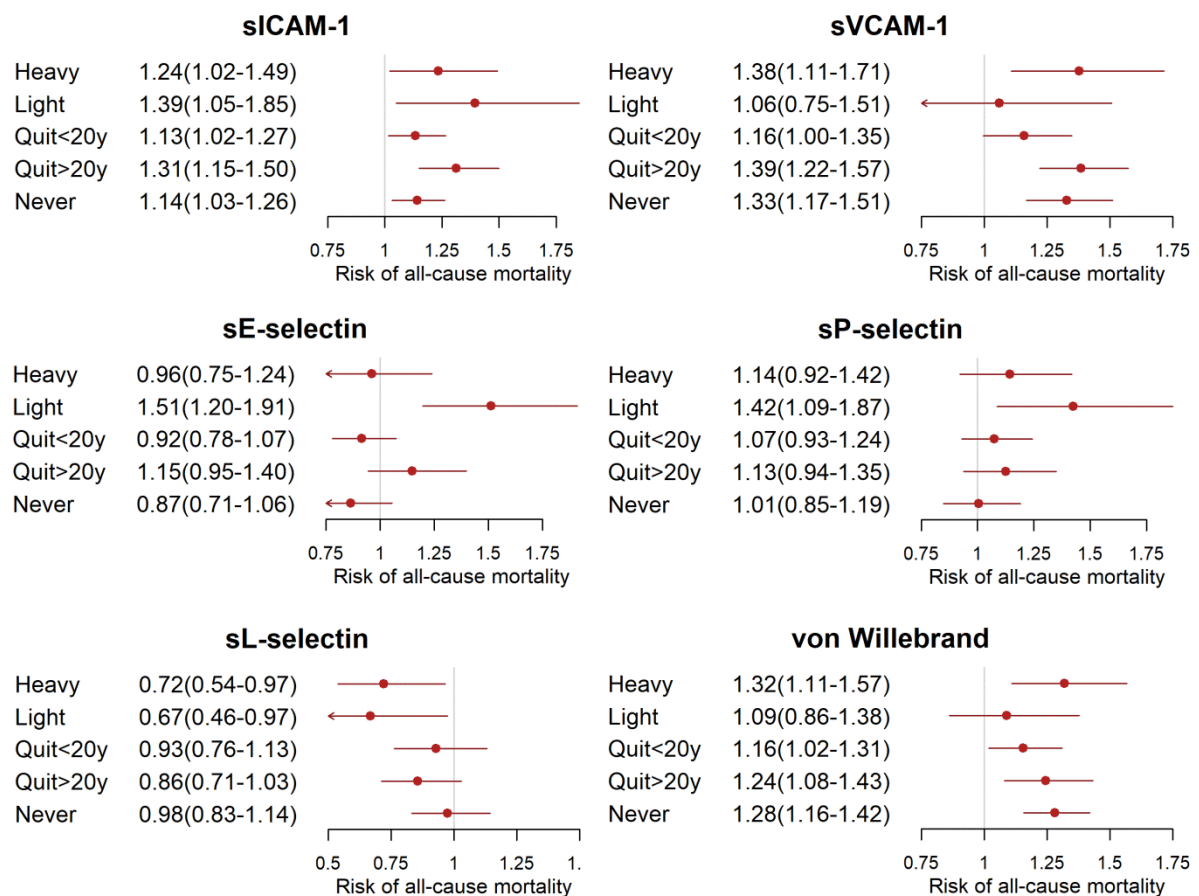 sICAM-1
Heavy 1.24(1.02-1.49)
Light 1.39(1.05-1.85)
Quit<20y 1.13(1.02-1.27)
Quit>20y 1.31(1.15-1.50)
Never 1.14(1.03-1.26)
0.75 1 1.25 1.5 1.75
Risk of all-cause mortality
sVCAM-1
Heavy 1.38(1.11-1.71)
Light 1.06(0.75-1.51)
Quit<20y 1.16(1.00-1.35)
Quit>20y 1.39(1.22-1.57)
Never 1.33(1.17-1.51)
0.75 1 1.25 1.5 1.75
Risk of all-cause mortality
sE-selectin
Heavy 0.96(0.75-1.24)
Light 1.51(1.20-1.91)
Quit<20y 0.92(0.78-1.07)
Quit>20y 1.15(0.95-1.40)
Never 0.87(0.71-1.06)
0.75 1 1.25 1.5 1.75
Risk of all-cause mortality
sP-selectin
Heavy 1.14(0.92-1.42)
Light 1.42(1.09-1.87)
Quit<20y 1.07(0.93-1.24)
Quit>20y 1.13(0.94-1.35)
Never 1.01(0.85-1.19)
0.75 1 1.25 1.5 1.75
Risk of all-cause mortality
sL-selectin
Heavy 0.72(0.54-0.97)
Light 0.67(0.46-0.97)
Quit<20y 0.93(0.76-1.13)
Quit>20y 0.86(0.71-1.03)
Never 0.98(0.83-1.14)
0.5 0.75 1 1.25 1.
Risk of all-cause mortality
von Willebrand
Heavy 1.32(1.11-1.57)
Light 1.09(0.86-1.38)
Quit<20y 1.16(1.02-1.31)
Quit>20y 1.24(1.08-1.43)
Never 1.28(1.16-1.42)
0.75 1 1.25 1.5 1.75
Risk of all-cause mortality